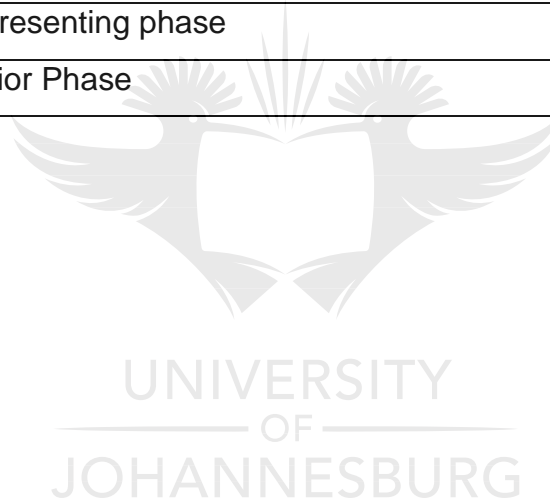 resenting phase
ior Phase
UNIVERSITY
OF
JOHANNESBURG